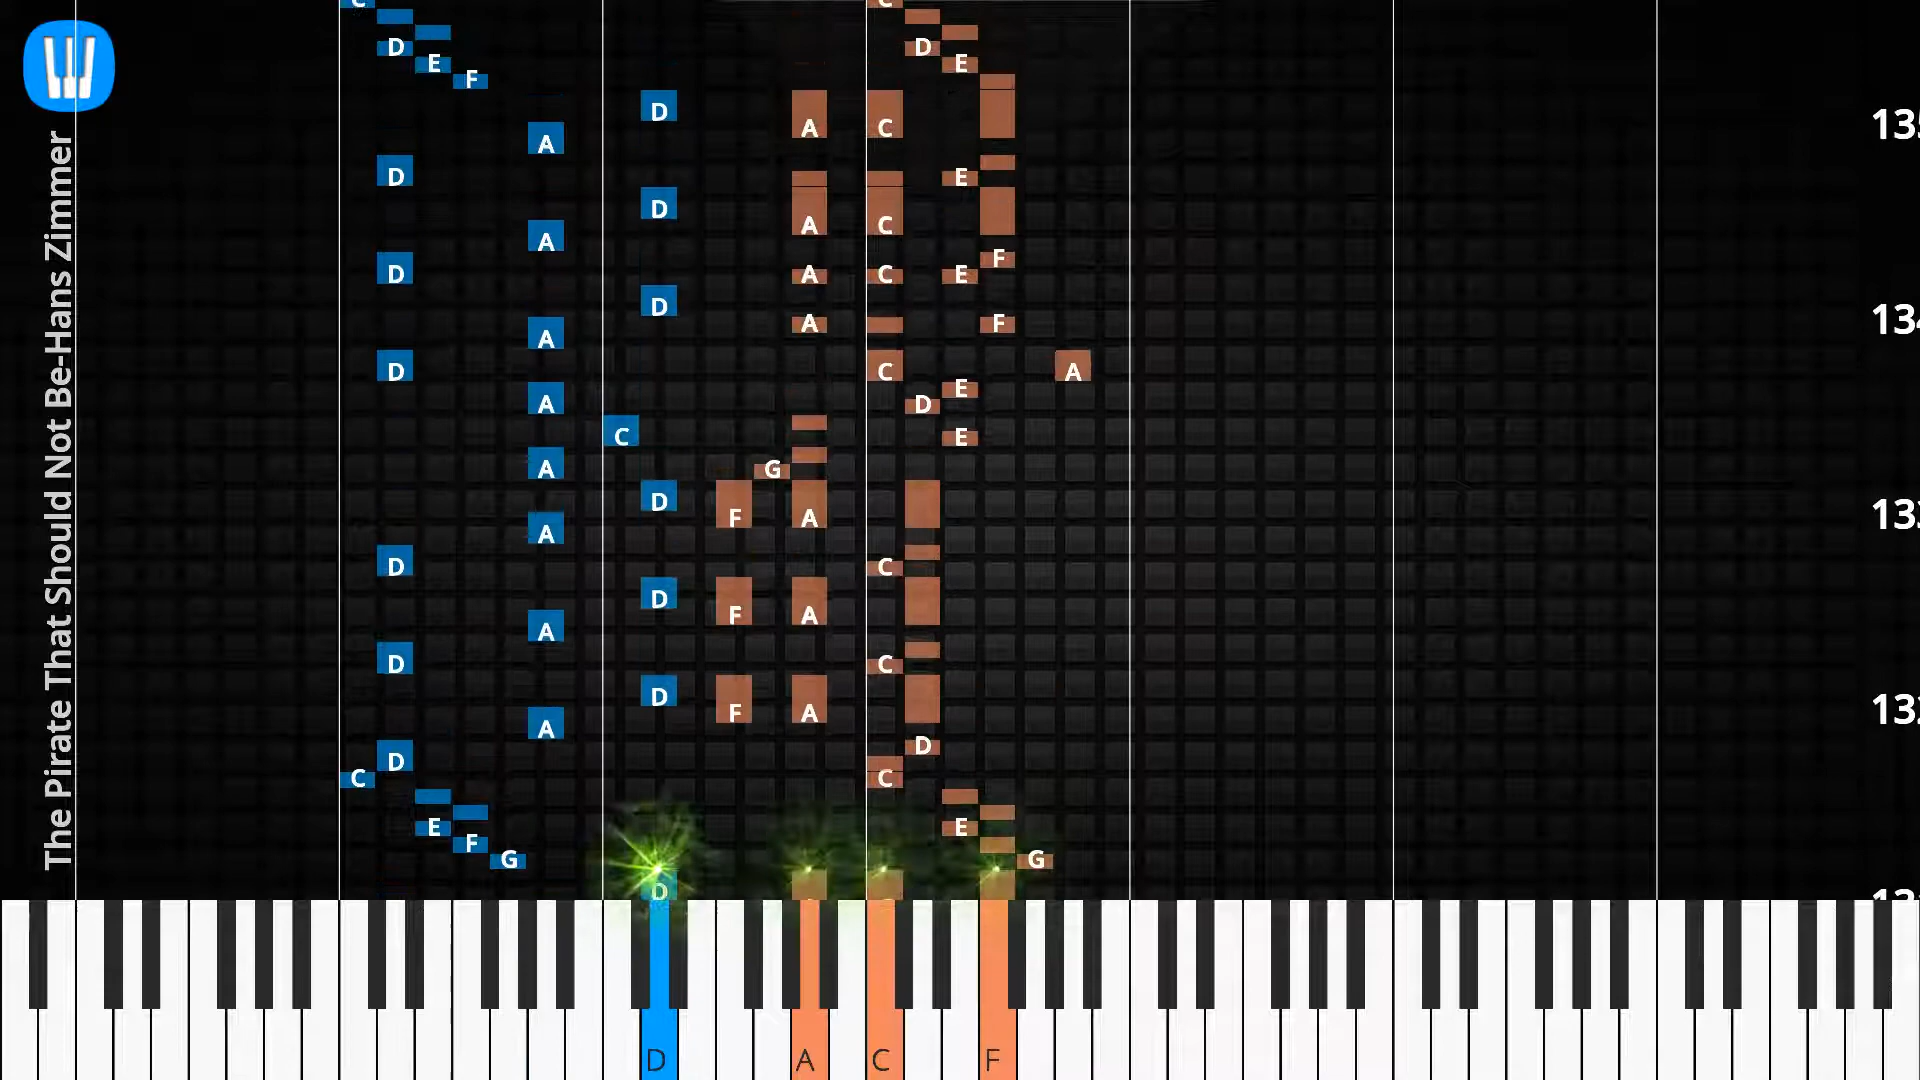 The Pirate That Should Not Be-Hans Zimmer
C C
D D
E E
F
D A C
A
D E
D A C
A
D A C E F
D
A A F
D C A
A D E
C E
A G
D F A
A
D C
D F A
A
D C
D F A
A D
D
C C
E E
F
G G
D
D A C F